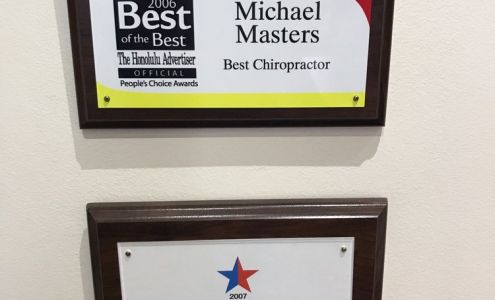 2006
Best
of the Best
The Honolulu Advertiser
OFFICIAL
People's Choice Awards
Michael
Masters
Best Chiropractor
2007